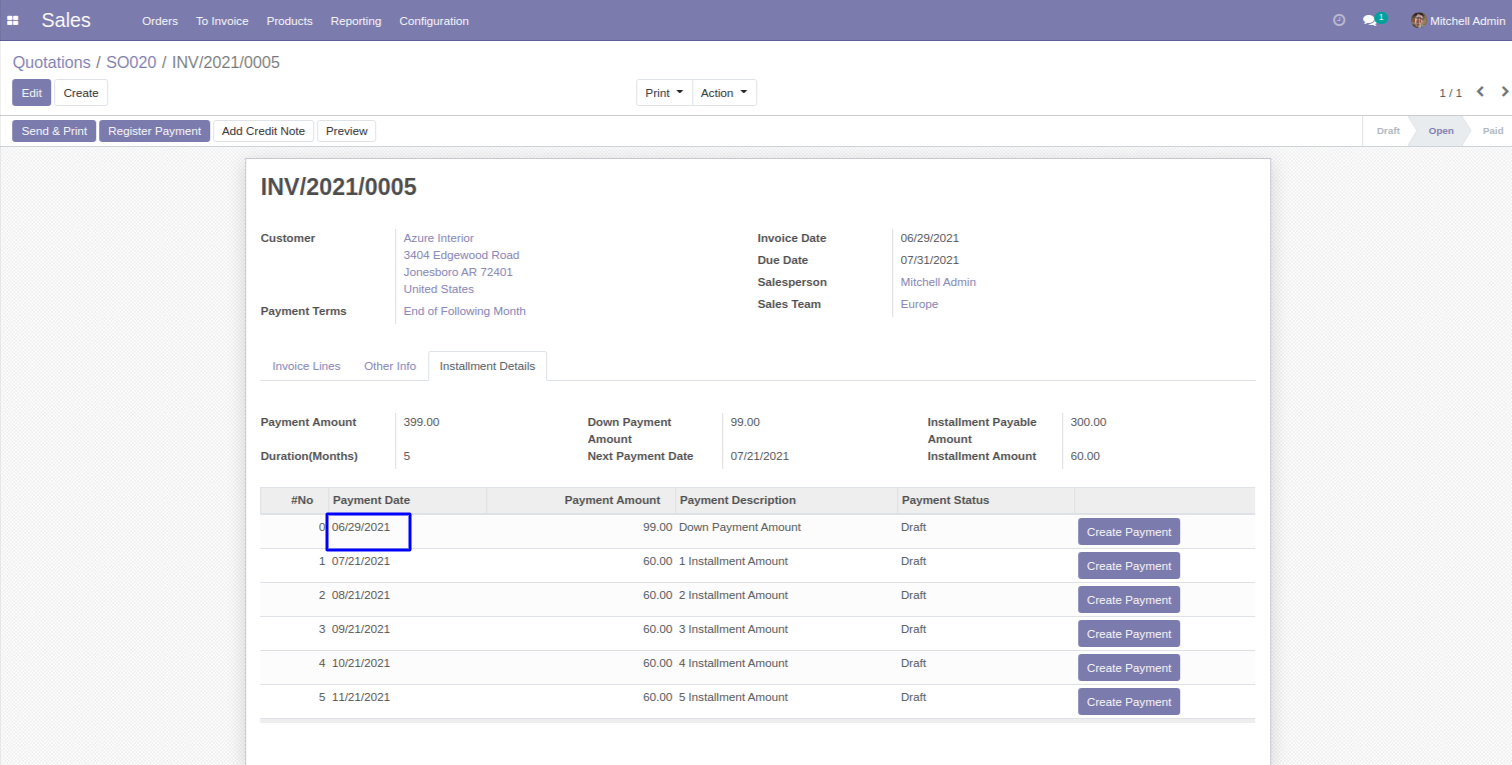 Sales Orders To Invoice Products Reporting Configuration 1 Mitchell Admin
Quotations / SO020 / INV/2021/0005
Edit Create Print Action 1 / 1
Send & Print Register Payment Add Credit Note Preview Draft Open Paid
INV/2021/0005
Customer Azure Interior Invoice Date 06/29/2021
3404 Edgewood Road Due Date 07/31/2021
Jonesboro AR 72401 Salesperson Mitchell Admin
United States Sales Team Europe
Payment Terms End of Following Month
Invoice Lines Other Info Installment Details
Payment Amount 399.00 Down Payment 99.00 Installment Payable 300.00
Amount Amount
Duration(Months) 5 Next Payment Date 07/21/2021 Installment Amount 60.00
#No Payment Date Payment Amount Payment Description Payment Status
0 06/29/2021 99.00 Down Payment Amount Draft Create Payment
1 07/21/2021 60.00 1 Installment Amount Draft Create Payment
2 08/21/2021 60.00 2 Installment Amount Draft Create Payment
3 09/21/2021 60.00 3 Installment Amount Draft Create Payment
4 10/21/2021 60.00 4 Installment Amount Draft Create Payment
5 11/21/2021 60.00 5 Installment Amount Draft Create Payment